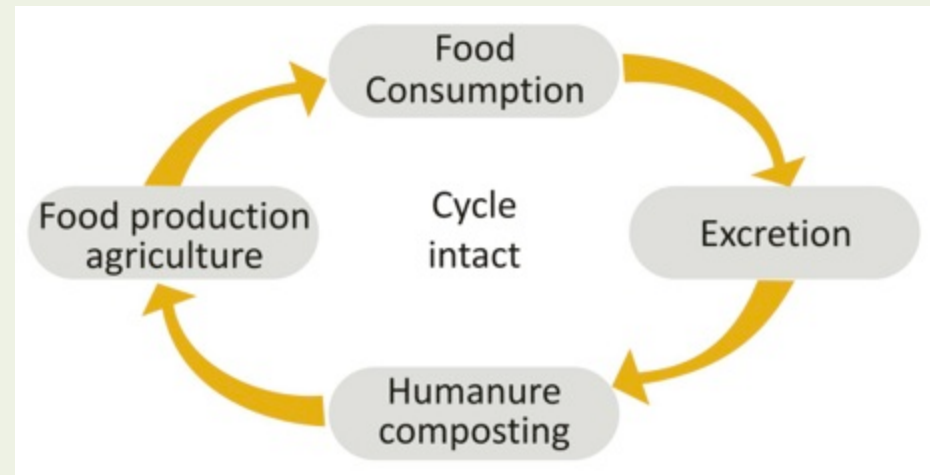 Food
Consumption
Food production
agriculture
Cycle
intact
Excretion
Humanure
composting